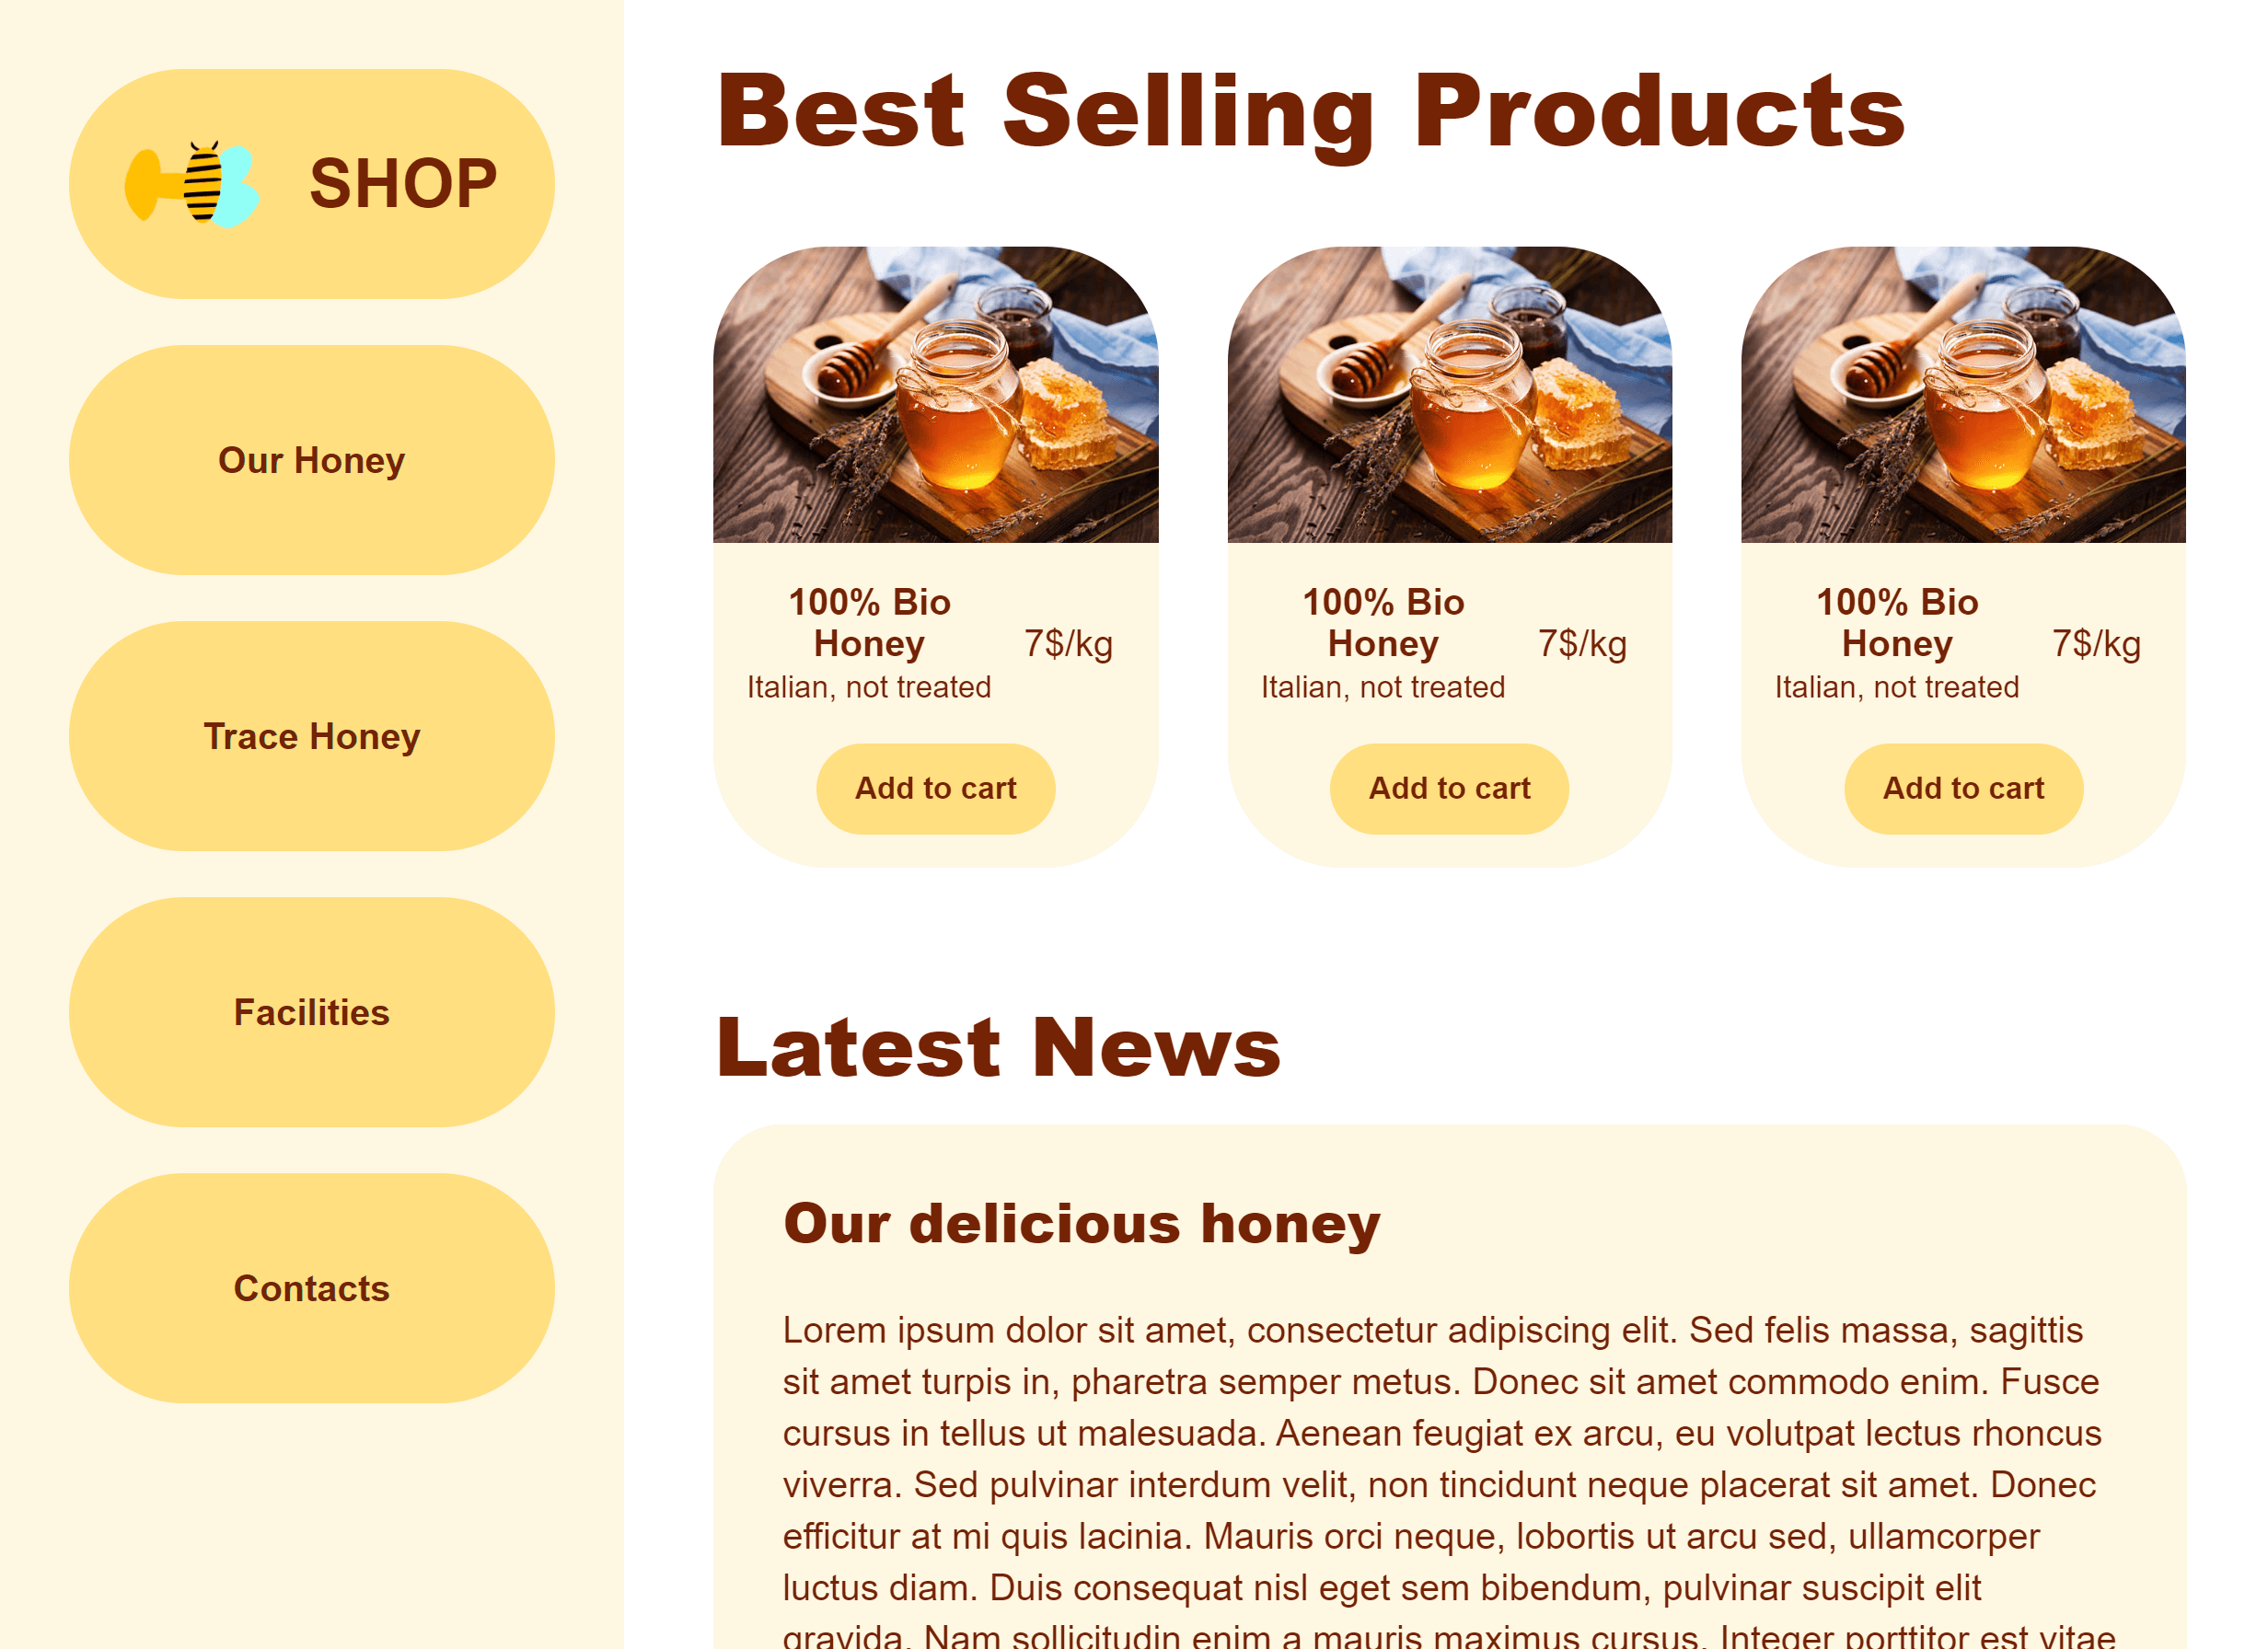 SHOP
Our Honey
Trace Honey
Facilities
Contacts
Best Selling Products
100% Bio
Honey
Italian, not treated
7$/kg
Add to cart
100% Bio
Honey
Italian, not treated
7$/kg
Add to cart
100% Bio
Honey
Italian, not treated
7$/kg
Add to cart
Latest News
Our delicious honey
Lorem ipsum dolor sit amet, consectetur adipiscing elit. Sed felis massa, sagittis
sit amet turpis in, pharetra semper metus. Donec sit amet commodo enim. Fusce
cursus in tellus ut malesuada. Aenean feugiat ex arcu, eu volutpat lectus rhoncus
viverra. Sed pulvinar interdum velit, non tincidunt neque placerat sit amet. Donec
efficitur at mi quis lacinia. Mauris orci neque, lobortis ut arcu sed, ullamcorper
luctus diam. Duis consequat nisl eget sem bibendum, pulvinar suscipit elit
gravida. Nam sollicitudin enim a mauris maximus cursus. Integer porttitor est vitae